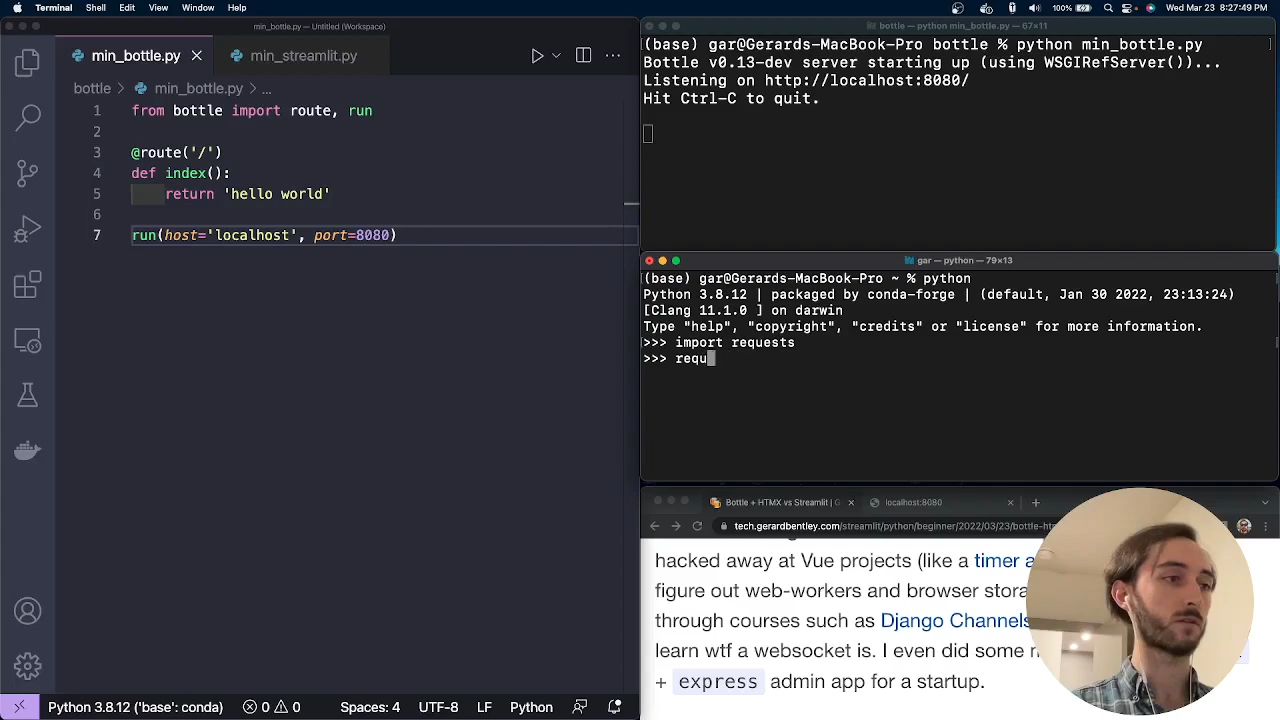 Terminal Shell Edit View Window Help 100% Wed Mar 23 8:27:49 PM
min_bottle.py — Untitled (Workspace)
min_bottle.py
min_streamlit.py
bottle > min_bottle.py > ...
1 from bottle import route, run
2
3 @route('/')
4 def index():
5 return 'hello world'
6
7 run(host='localhost', port=8080)
Python 3.8.12 ('base': conda) 0 0 Spaces: 4 UTF-8 LF Python
bottle — python min_bottle.py — 67×11
(base) gar@Gerards-MacBook-Pro bottle % python min_bottle.py
Bottle v0.13-dev server starting up (using WSGIRefServer())...
Listening on http://localhost:8080/
Hit Ctrl-C to quit.
gar — python — 79×13
(base) gar@Gerards-MacBook-Pro ~ % python
Python 3.8.12 | packaged by conda-forge | (default, Jan 30 2022, 23:13:24)
[Clang 11.1.0 ] on darwin
Type "help", "copyright", "credits" or "license" for more information.
>>> import requests
>>> requ
Bottle + HTMX vs Streamlit | G
localhost:8080
tech.gerardbentley.com/streamlit/python/beginner/2022/03/23/bottle-ht
hacked away at Vue projects (like a timer a
figure out web-workers and browser stora
through courses such as Django Channels
learn wtf a websocket is. I even did some
+ express admin app for a startup.